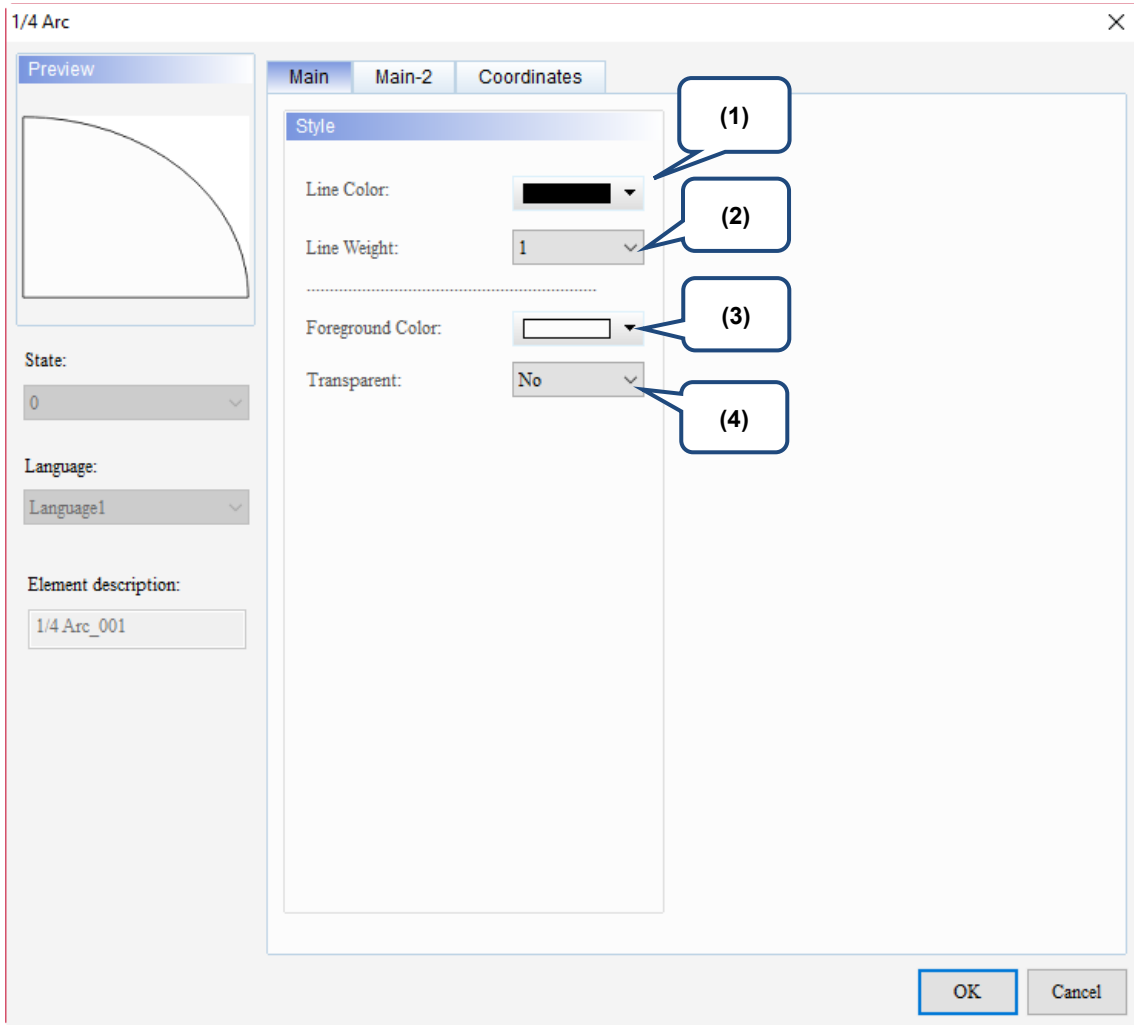 1/4 Arc
Preview
Main Main-2 Coordinates
Style
(1)
Line Color:
(2)
Line Weight: 1
(3)
Foreground Color:
State:
Transparent: No
0
(4)
Language:
Language1
Element description:
1/4 Arc_001
OK Cancel